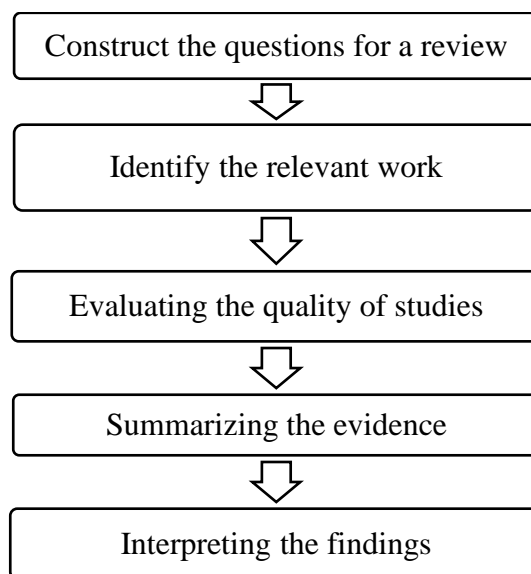 Construct the questions for a review
Identify the relevant work
Evaluating the quality of studies
Summarizing the evidence
Interpreting the findings